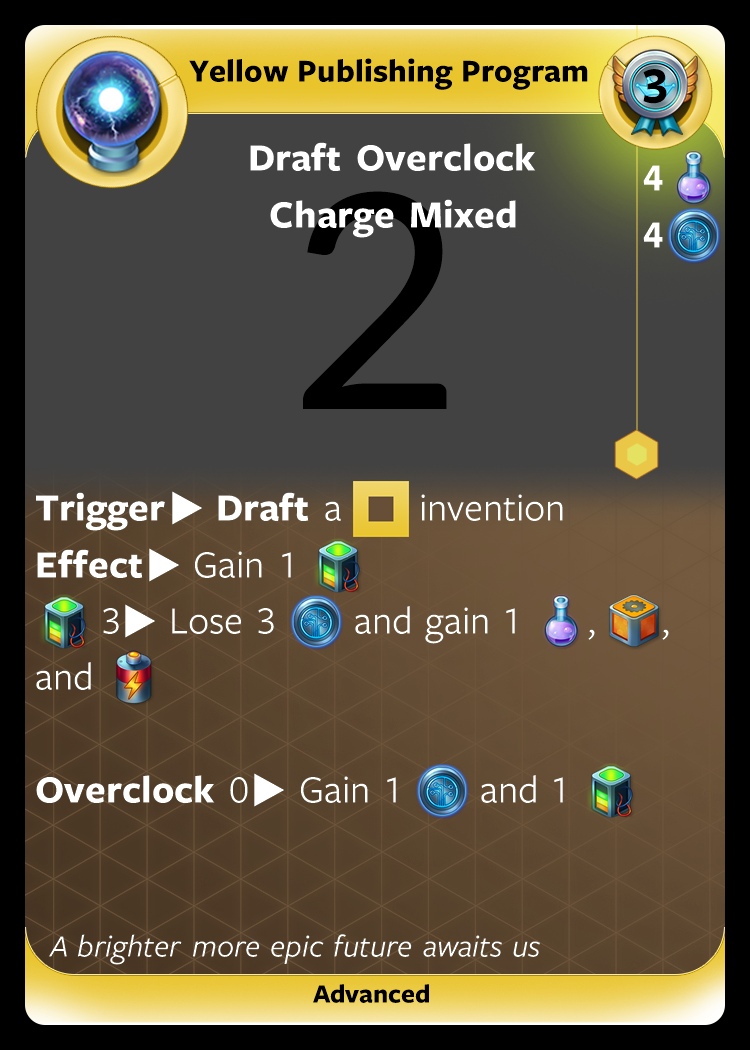 Yellow Publishing Program
3
Draft Overclock
Charge Mixed
4
4
2
Trigger▶ Draft a invention
Effect▶ Gain 1
3▶ Lose 3 and gain 1 , ,
and
Overclock 0▶ Gain 1 and 1
A brighter more epic future awaits us
Advanced